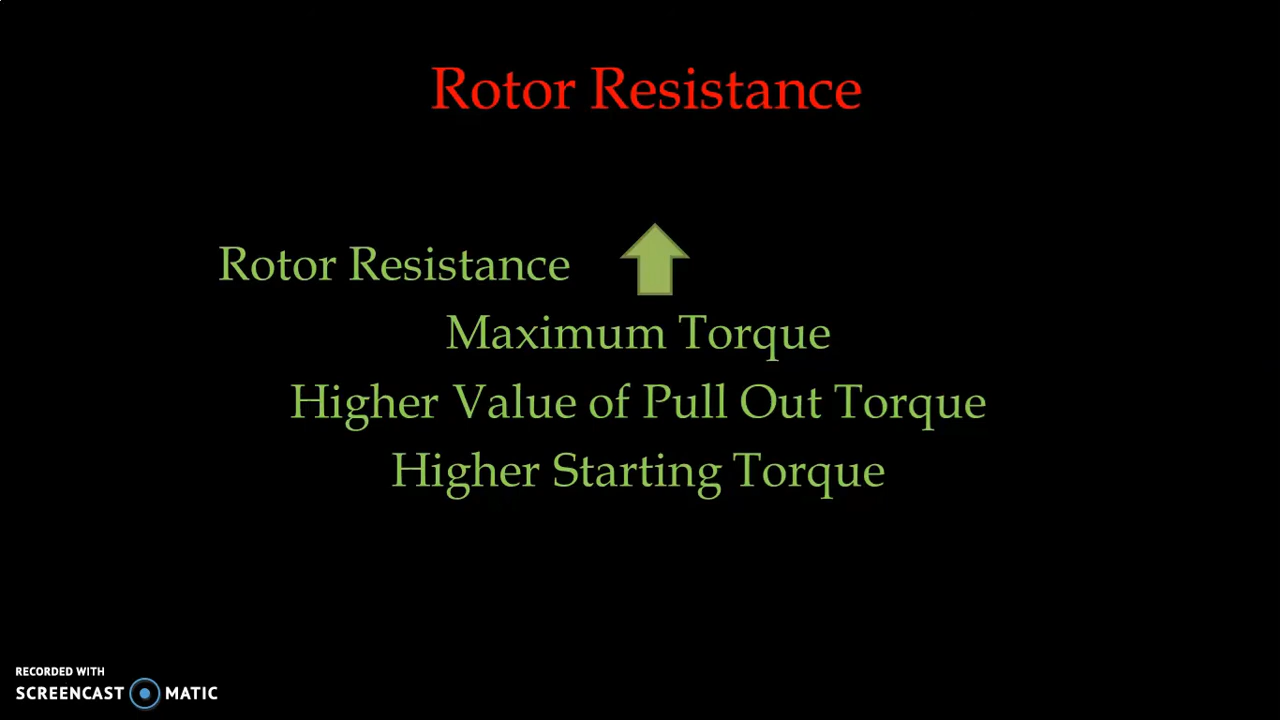 Rotor Resistance
Rotor Resistance
Maximum Torque
Higher Value of Pull Out Torque
Higher Starting Torque
RECORDED WITH
SCREENCAST MATIC